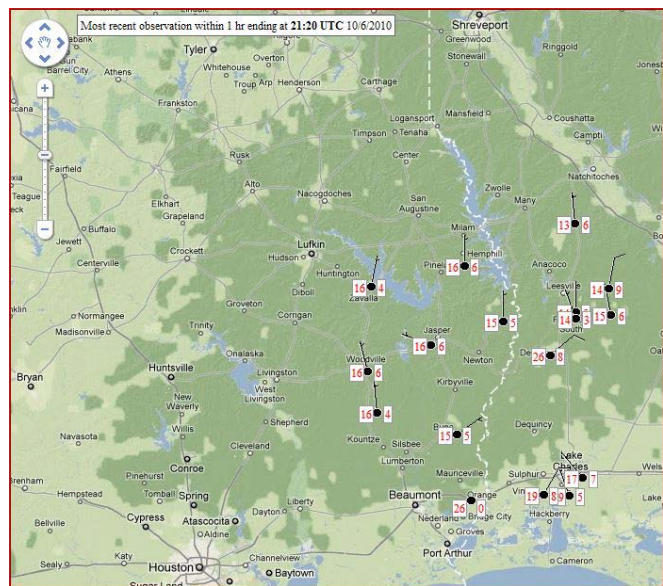 Most recent observation within 1 hr ending at 21:20 UTC 10/6/2010
Shreveport
Greenwood
Tyler
Overton
Stonewall
Ringgold
Whitehouse
Barrel City
Athens
Troup Arp
Henderson
Carthage
Frankston
Mansfield
Coushatta
Logansport
Timpson
Tenaha
Campti
Rusk
Center
Natchitoches
Fairfield
Teague
Alto
Zwolle
Elkhart
Nacogdoches
San
Augustine
Many
Grapeland
13 6
Buffalo
Milam
Jewett
Crockett
Lufkin
Hudson
Hemphill
Centerville
Huntington
16 6
Anacoco
Diboll
16 4
Zavalla
Leesville
14 9
Groveton
Corrigan
Normangee
Madisonville
Trinity
15 5
14 3
South
15 6
Jasper
16 6
Onalaska
Newton
26 8
Huntsville
Livingston
West
Livingston
Woodville
16 6
Bryan
Kirbyville
New
Waverly
16 4
Willis
Shepherd
Kountze
15 5
Dequincy
Navasota
Silsbee
Cleveland
Lumberton
Conroe
Mauriceville
Sulphur
Lake
Charles
17 7
Pinehurst
Tomball
Spring
Hempstead
Liberty
Beaumont
Orange
26 0
Bridge City
19 8
5
Hackberry
Bellville
Cypress
Atascocita
Dayton
Nederland
Aldine
Groves
Katy
Channelview
Port Arthur
Sealy
Houston
Baytown
Cameron
Sugar Land